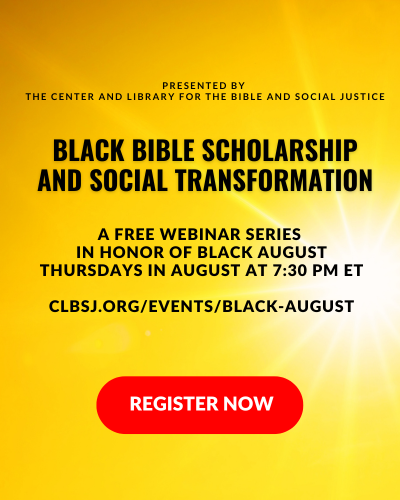 PRESENTED BY
THE CENTER AND LIBRARY FOR THE BIBLE AND SOCIAL JUSTICE
BLACK BIBLE SCHOLARSHIP
AND SOCIAL TRANSFORMATION
A FREE WEBINAR SERIES
IN HONOR OF BLACK AUGUST
THURSDAYS IN AUGUST AT 7:30 PM ET
CLBSJ.ORG/EVENTS/BLACK-AUGUST
REGISTER NOW